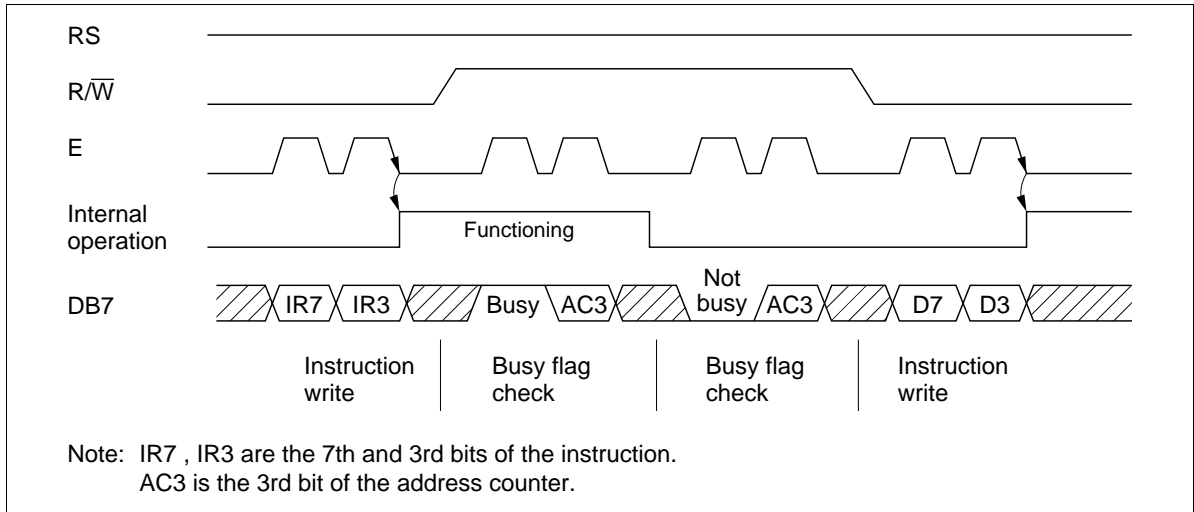 RS
R/W̅
E
Internal
operation
Functioning
DB7
IR7
IR3
Busy
AC3
Not
busy
AC3
D7
D3
Instruction
write
Busy flag
check
Busy flag
check
Instruction
write
Note: IR7 , IR3 are the 7th and 3rd bits of the instruction.
AC3 is the 3rd bit of the address counter.